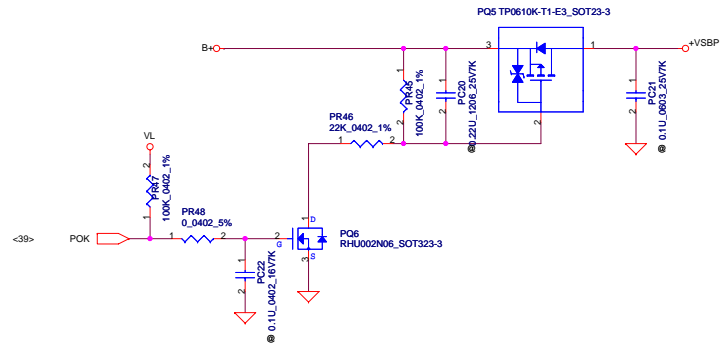 PQ5 TP0610K-T1-E3_SOT23-3
B+
3
1
+VSBP
2
1
2
PR45
100K_0402_1%
1
2
PC20
@0.22U_1206_25V7K
1
2
PC21
@ 0.1U_0603_25V7K
PR46
22K_0402_1%
1
2
VL
2
1
PR47
100K_0402_1%
PR48
0_0402_5%
<39>
POK
1
2
2
G
1
D
S
3
PQ6
RHU002N06_SOT323-3
1
2
PC22
@ 0.1U_0402_16V7K